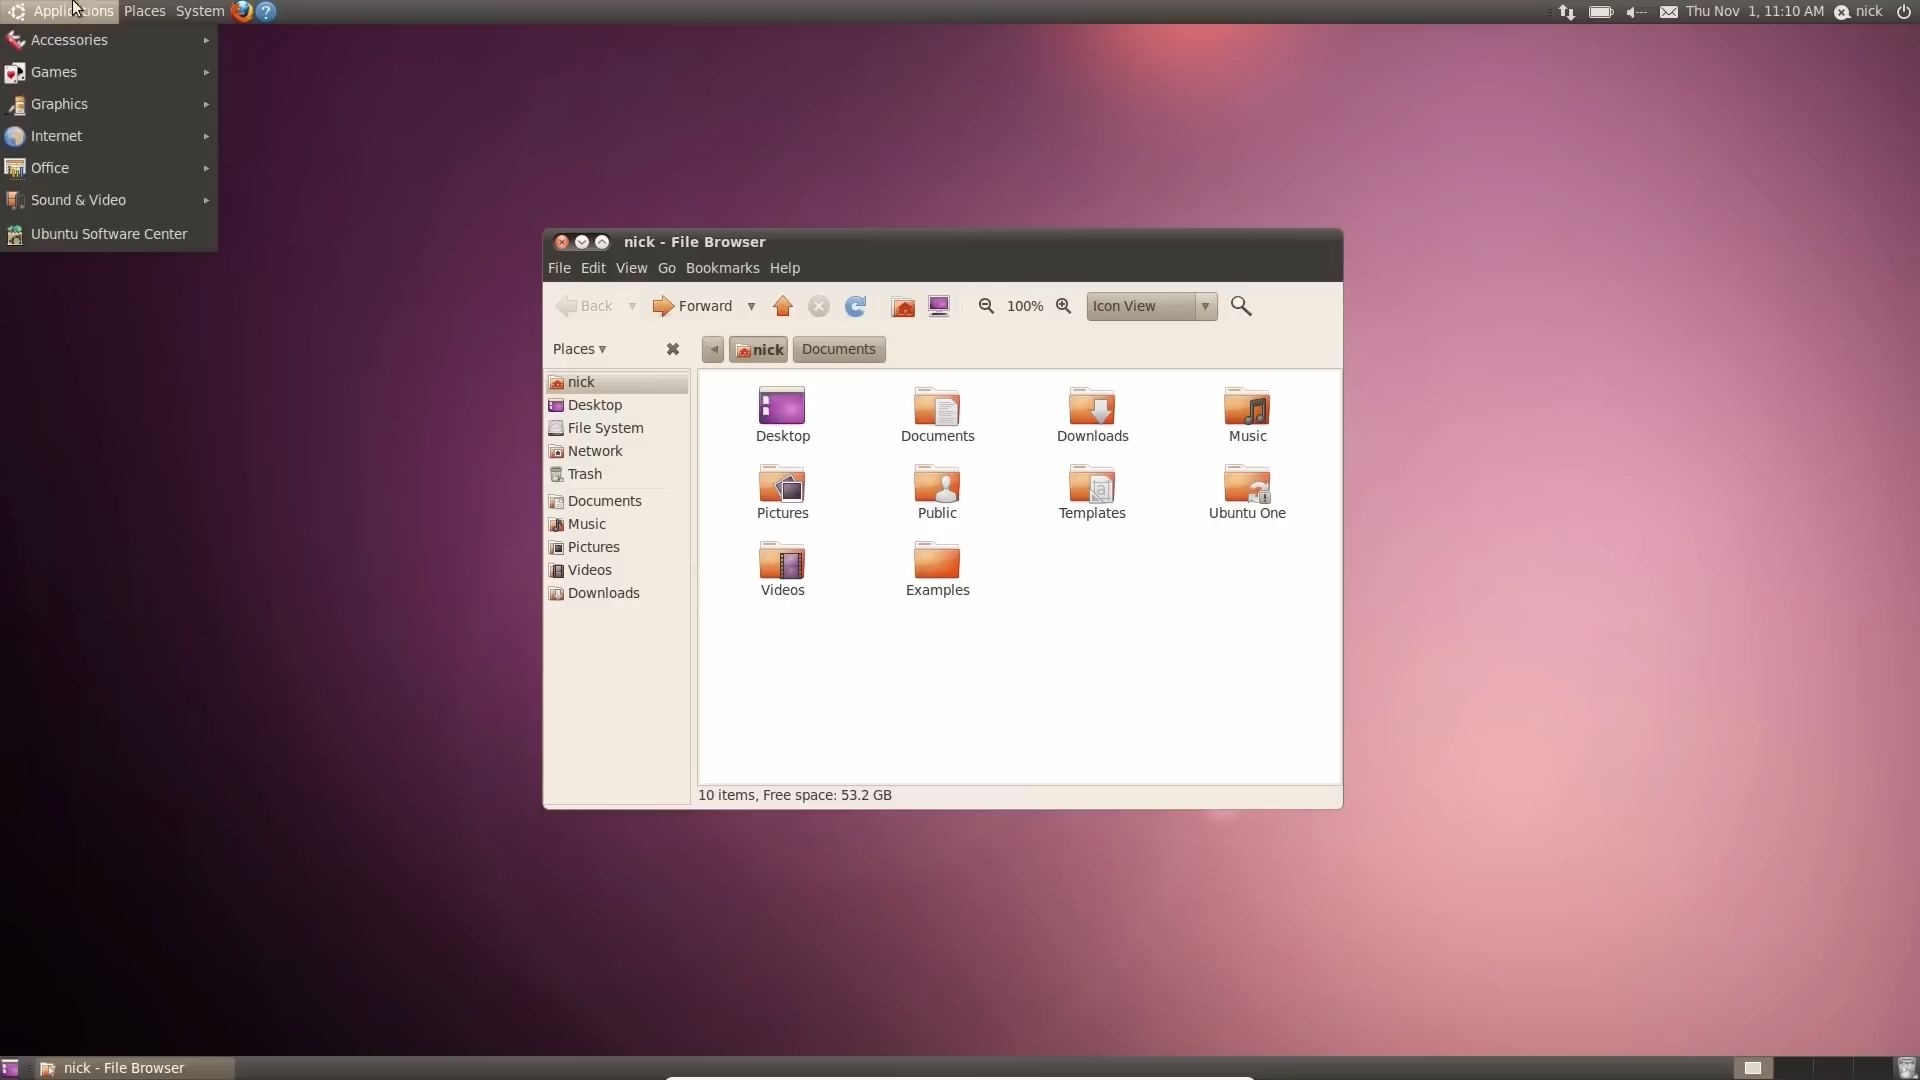 Applications Places System ?
Thu Nov 1, 11:10 AM nick
Accessories
Games
Graphics
Internet
Office
Sound & Video
Ubuntu Software Center
nick - File Browser
File Edit View Go Bookmarks Help
Back Forward 100% Icon View
Places nick Documents
nick
Desktop
File System
Network
Trash
Documents
Music
Pictures
Videos
Downloads
Desktop Documents Downloads Music
Pictures Public Templates Ubuntu One
Videos Examples
10 items, Free space: 53.2 GB
nick - File Browser